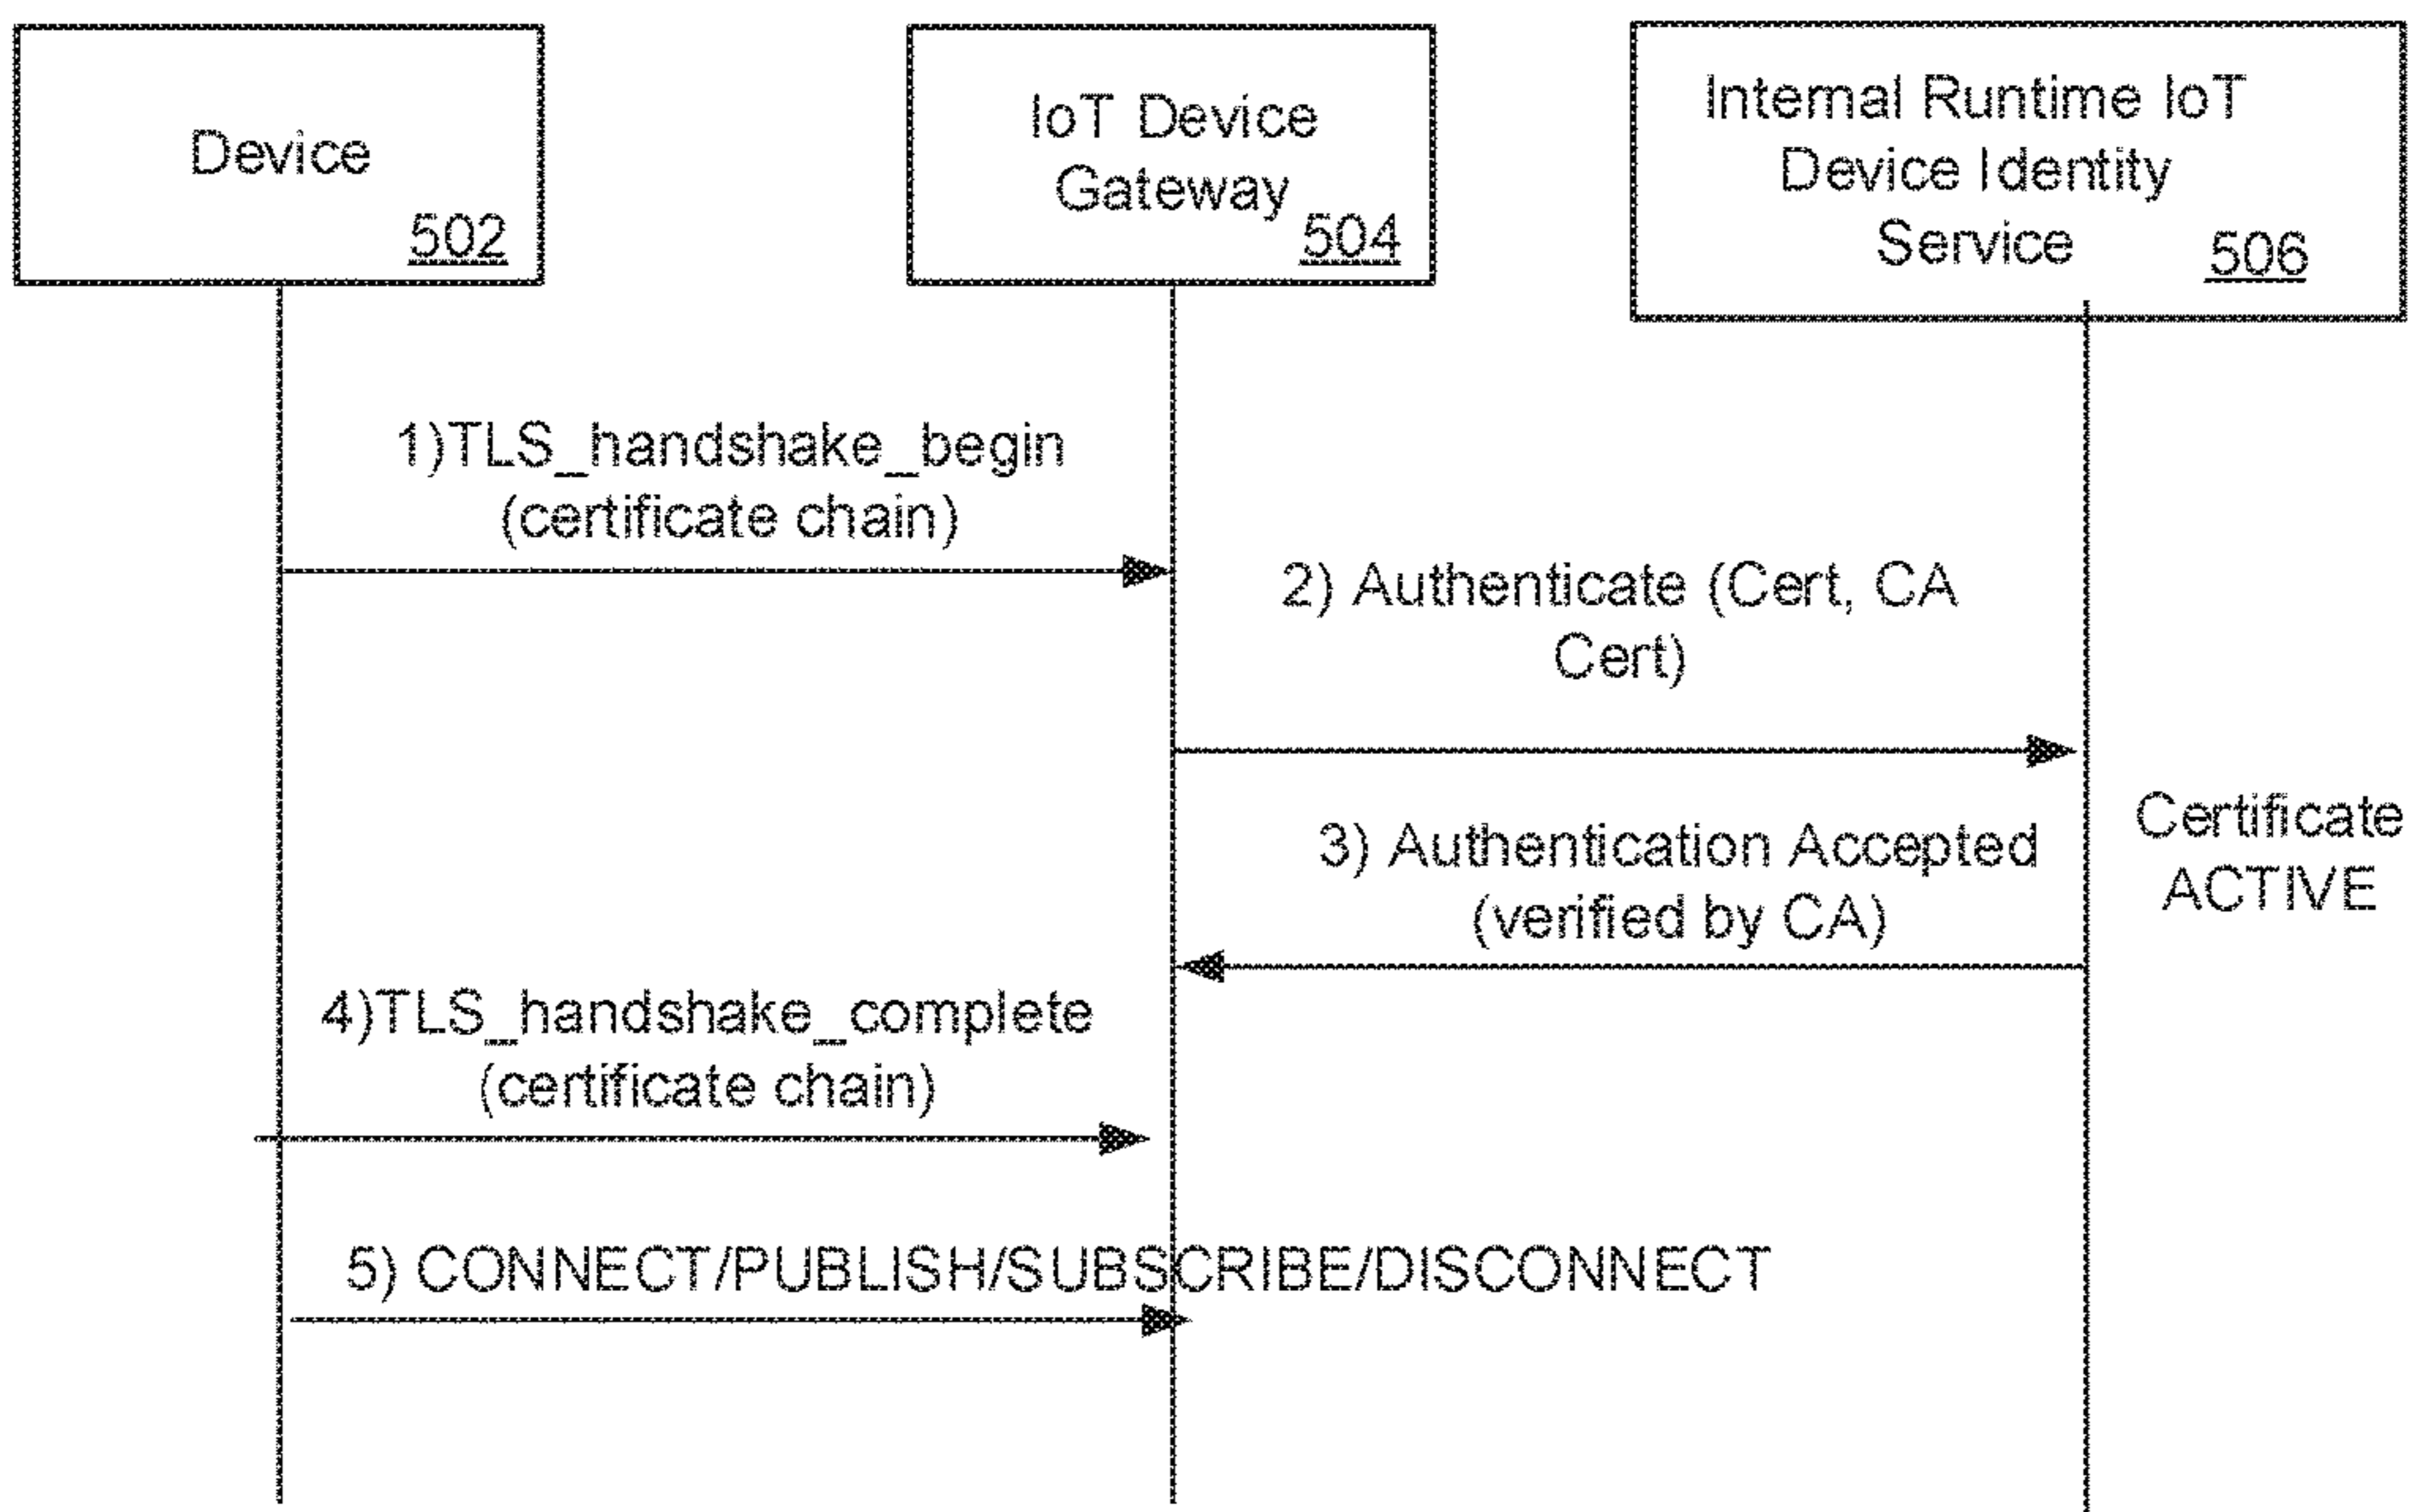 Device
502
IoT Device
Gateway
504
Internal Runtime IoT
Device Identity
Service
506
1)TLS_handshake_begin
(certificate chain)
2) Authenticate (Cert, CA
Cert)
3) Authentication Accepted
(verified by CA)
Certificate
ACTIVE
4)TLS_handshake_complete
(certificate chain)
5) CONNECT/PUBLISH/SUBSCRIBE/DISCONNECT